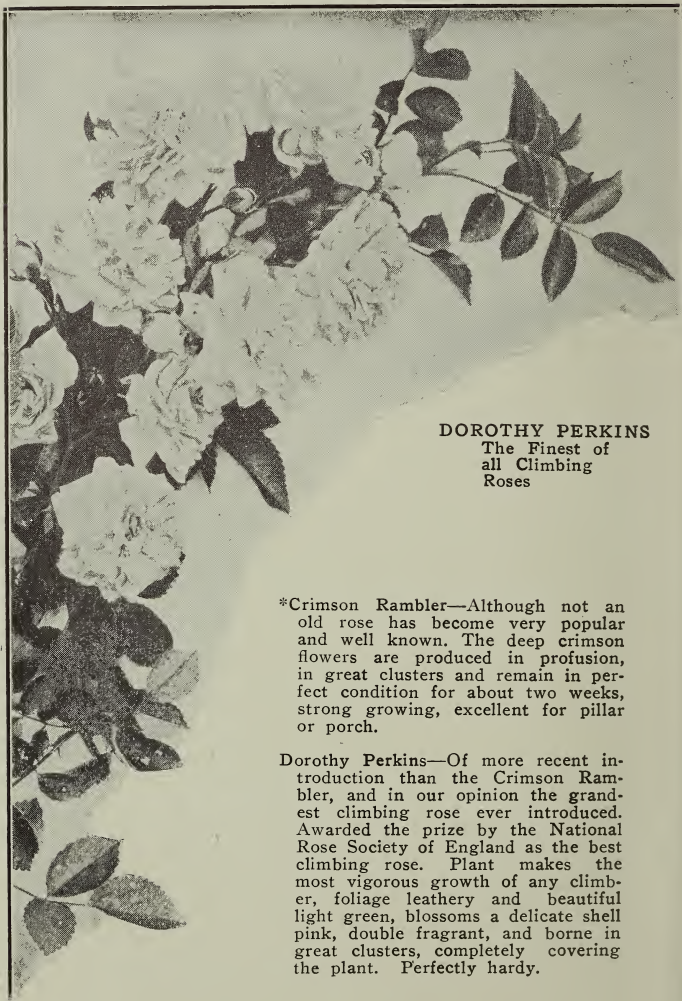 DOROTHY PERKINS
The Finest of
all Climbing
Roses
*Crimson Rambler—Although not an
old rose has become very popular
and well known. The deep crimson
flowers are produced in profusion,
in great clusters and remain in per-
fect condition for about two weeks,
strong growing, excellent for pillar
or porch.
Dorothy Perkins—Of more recent in-
troduction than the Crimson Ram-
bler, and in our opinion the grand-
est climbing rose ever introduced.
Awarded the prize by the National
Rose Society of England as the best
climbing rose. Plant makes the
most vigorous growth of any climb-
er, foliage leathery and beautiful
light green, blossoms a delicate shell
pink, double fragrant, and borne in
great clusters, completely covering
the plant. Perfectly hardy.